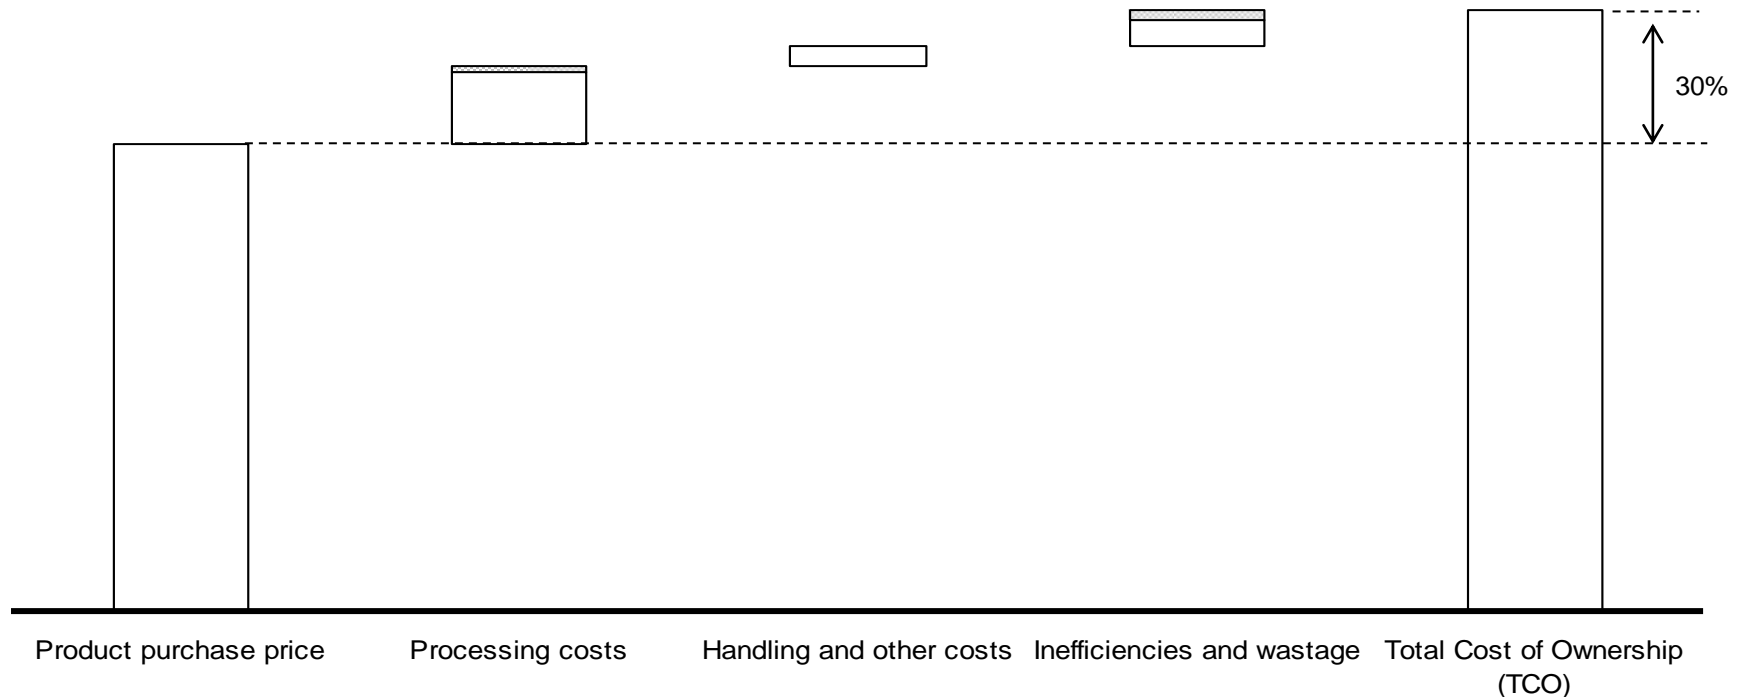 30%
Product purchase price
Processing costs
Handling and other costs
Inefficiencies and wastage
Total Cost of Ownership
(TCO)